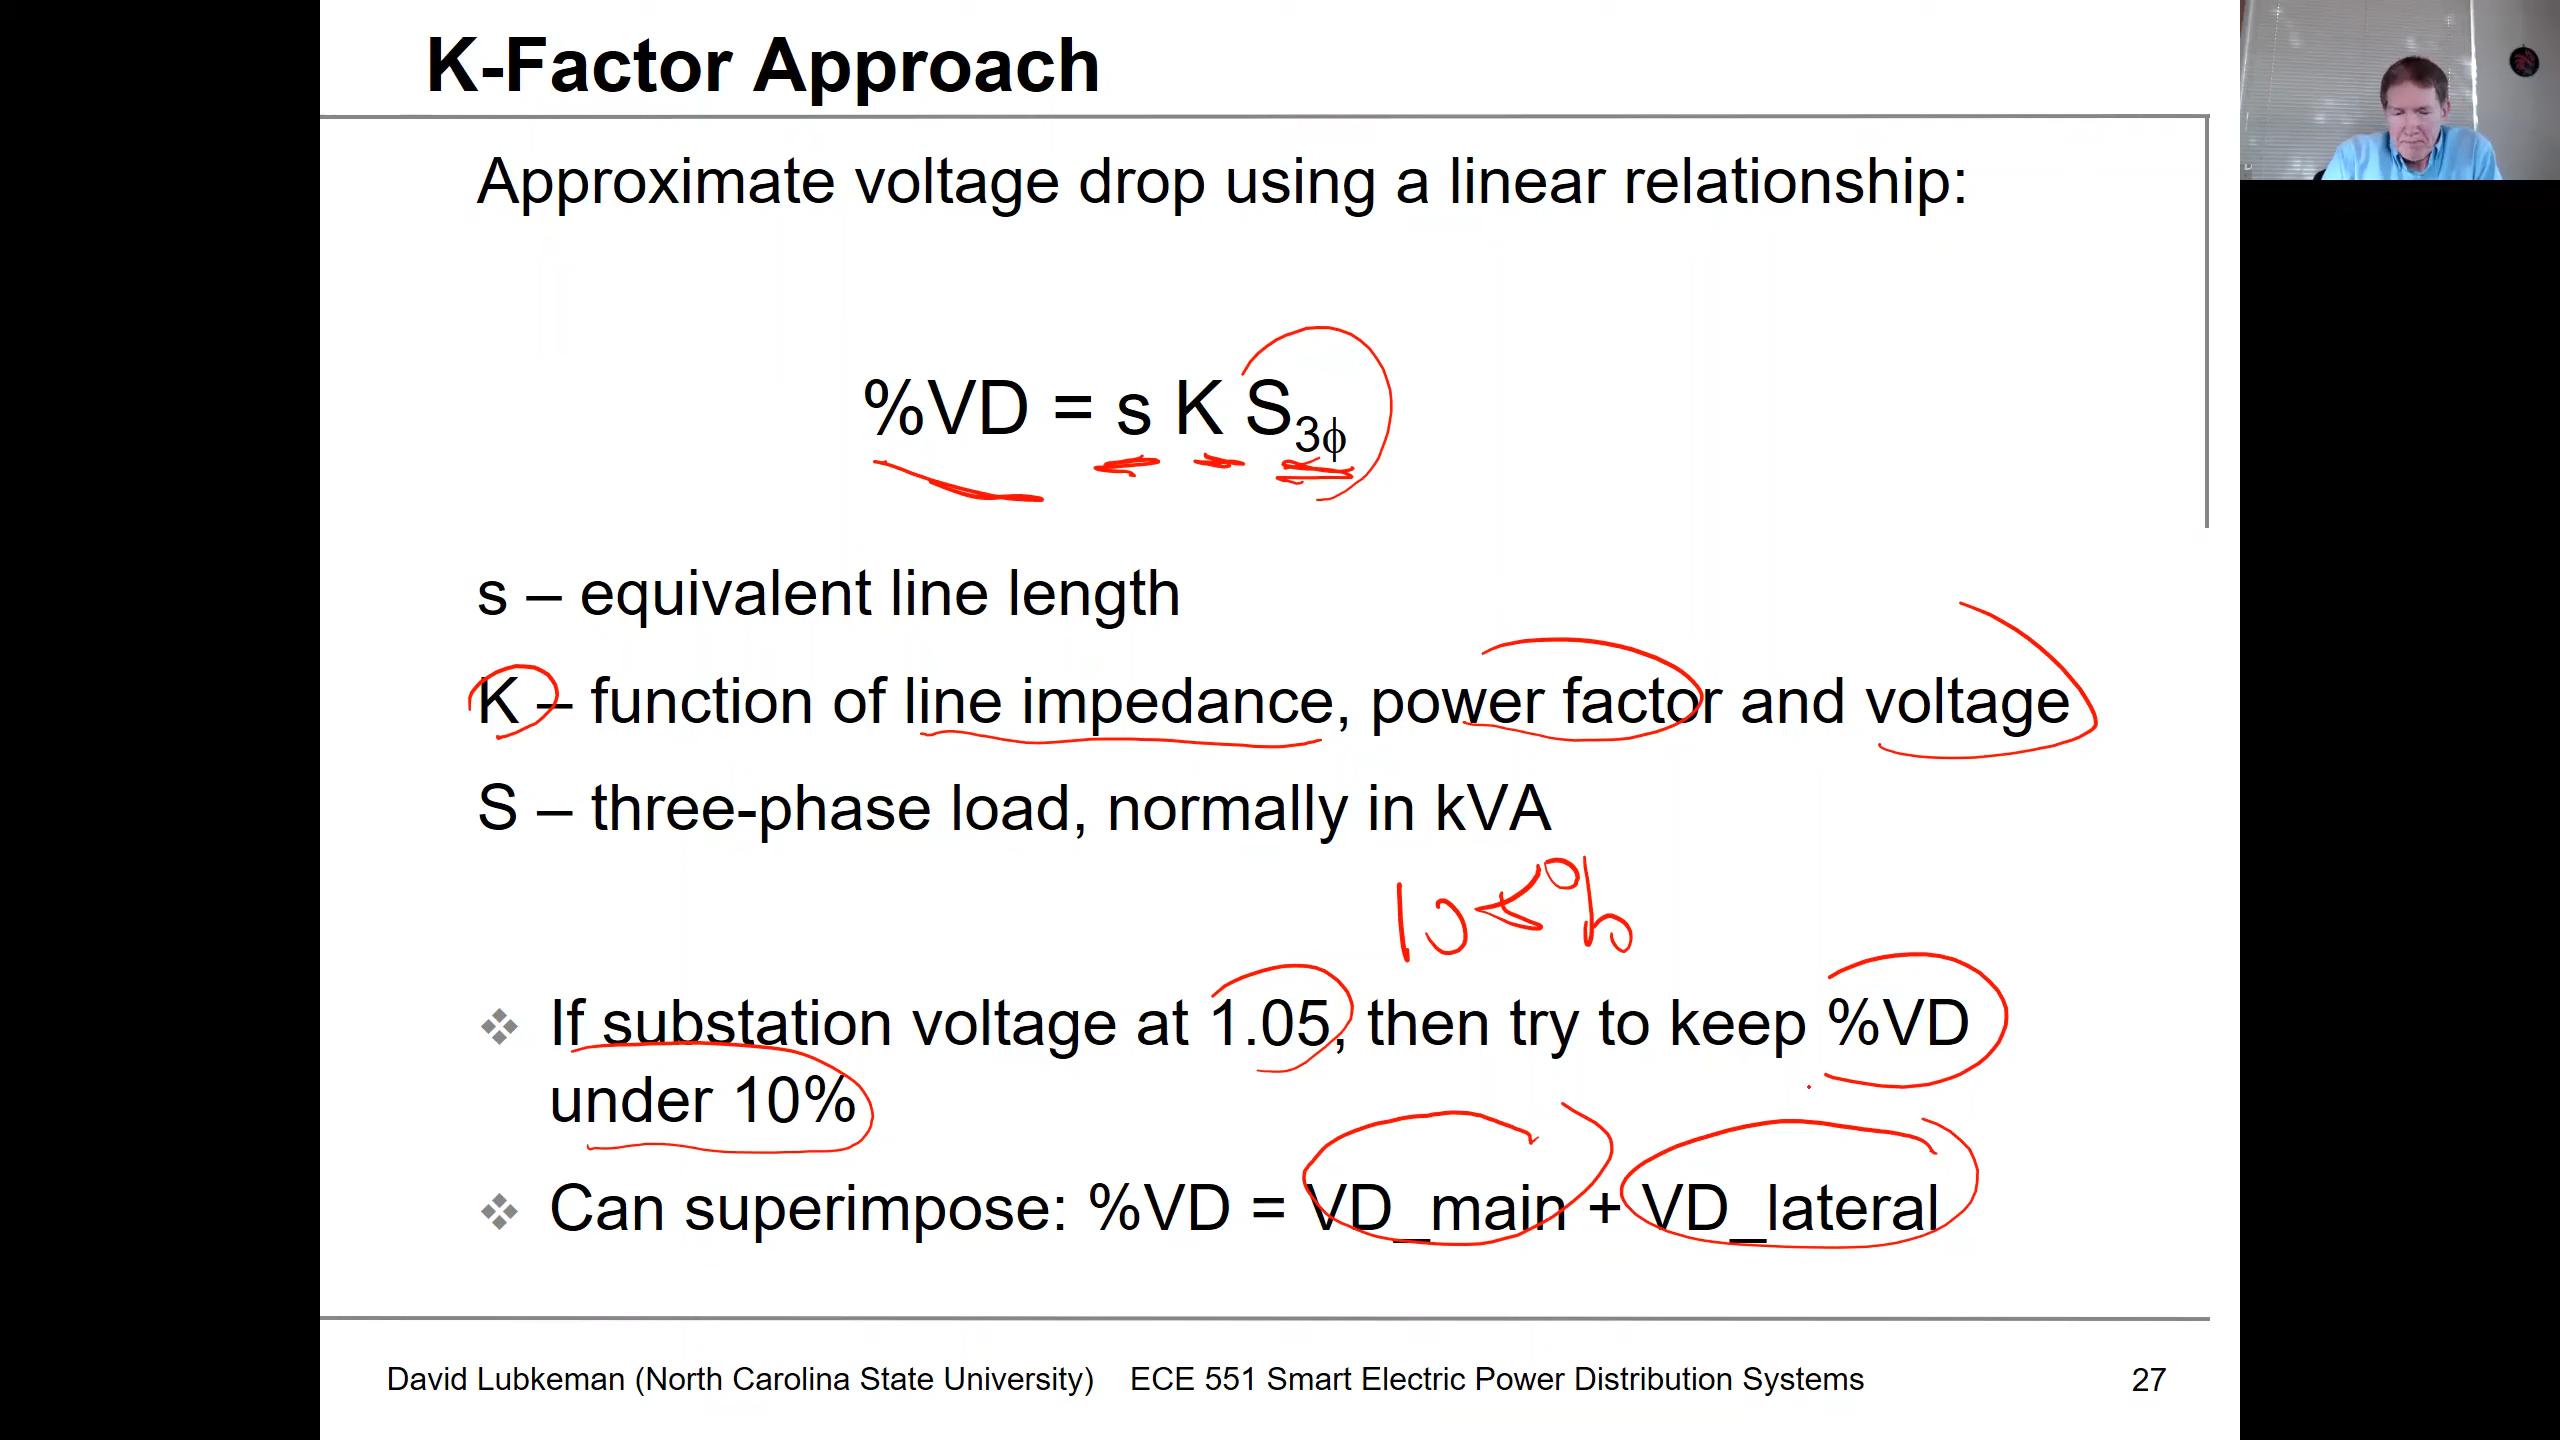 K-Factor Approach
Approximate voltage drop using a linear relationship:
%VD = s K S3ϕ
s – equivalent line length
K – function of line impedance, power factor and voltage
S – three-phase load, normally in kVA
❖ If substation voltage at 1.05, then try to keep %VD
under 10%
❖ Can superimpose: %VD = VD_main + VD_lateral
David Lubkeman (North Carolina State University) ECE 551 Smart Electric Power Distribution Systems 27